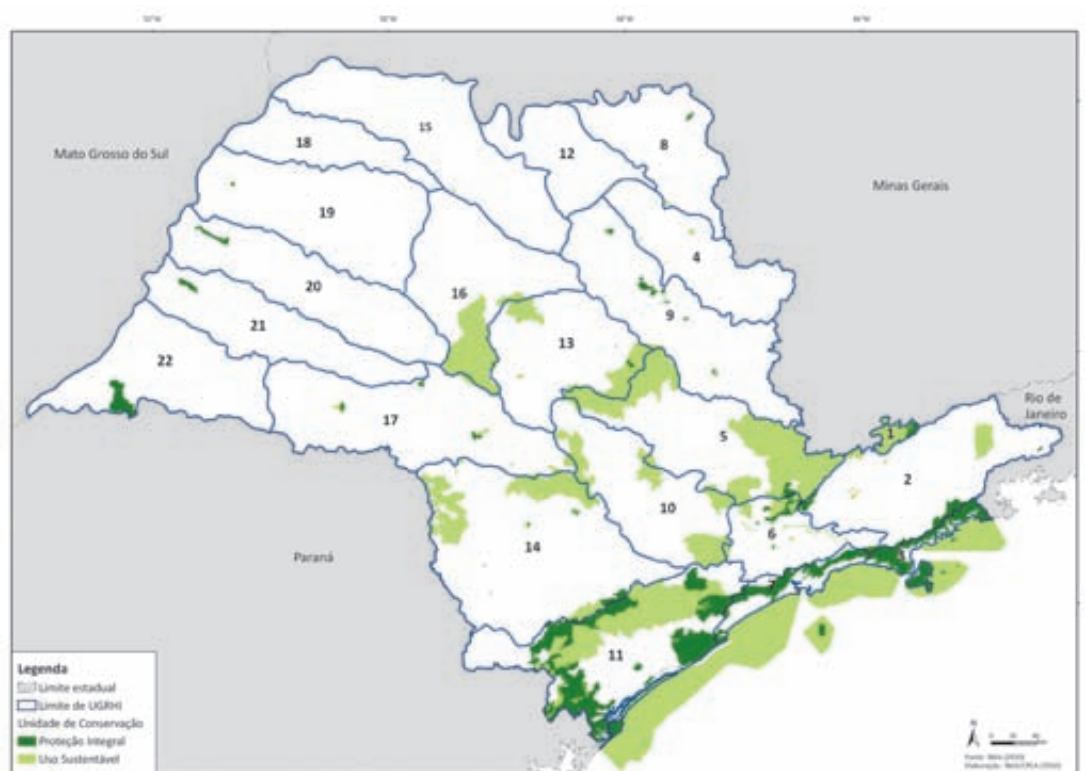 Mato Grosso do Sul
Minas Gerais
15
18
12
8
19
4
20
16
9
21
13
22
Rio de
Janeiro
17
5
1
2
10
6
14
Paraná
7
11
Legenda
Limite estadual
Limite de UGRHI
Unidade de Conservação
Proteção Integral
Uso Sustentável
N